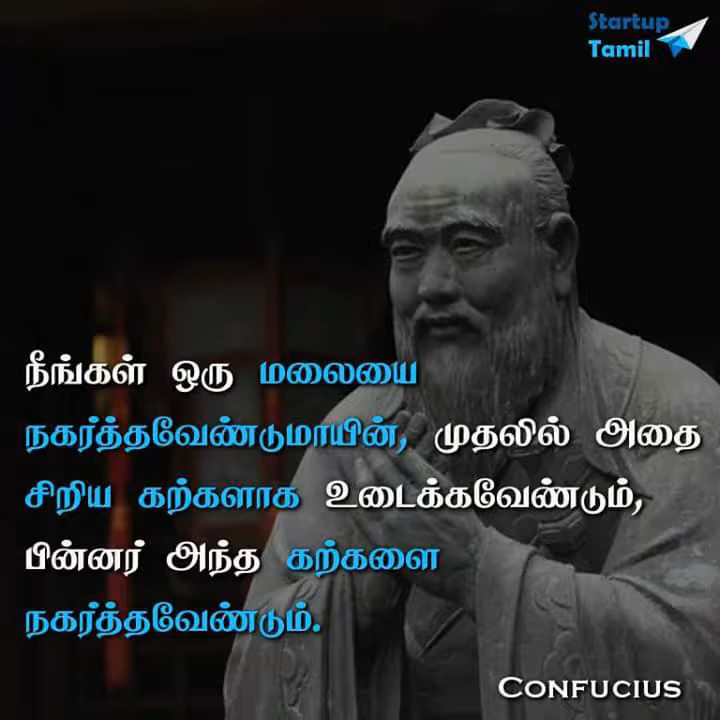 Startup
Tamil
நீங்கள் ஒரு மலையை
நகர்த்தவேண்டுமாயின், முதலில் அதை
சிறிய கற்களாக உடைக்கவேண்டும்,
பின்னர் அந்த கற்களை
நகர்த்தவேண்டும்.
CONFUCIUS